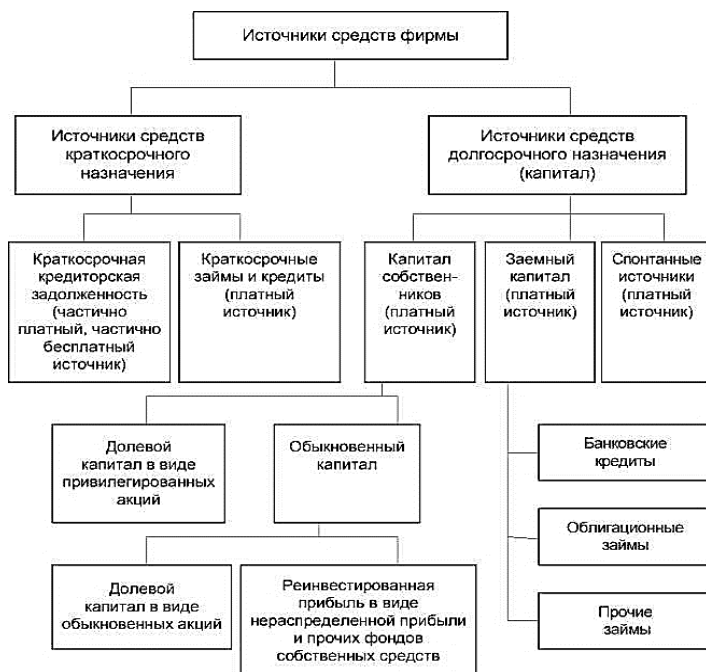 Источники средств фирмы
Источники средств
краткосрочного
назначения
Источники средств
долгосрочного назначения
(капитал)
Краткосрочная
кредиторская
задолженность
(частично
платный, частично
бесплатный
источник)
Краткосрочные
займы и кредиты
(платный
источник)
Капитал
собствен-
ников
(платный
источник)
Заемный
капитал
(платный
источник)
Спонтанные
источники
(платный
источник)
Долевой
капитал в виде
привилегированных
акций
Обыкновенный
капитал
Банковские
кредиты
Облигационные
займы
Прочие
займы
Долевой
капитал в виде
обыкновенных акций
Реинвестированная
прибыль в виде
нераспределенной прибыли
и прочих фондов
собственных средств